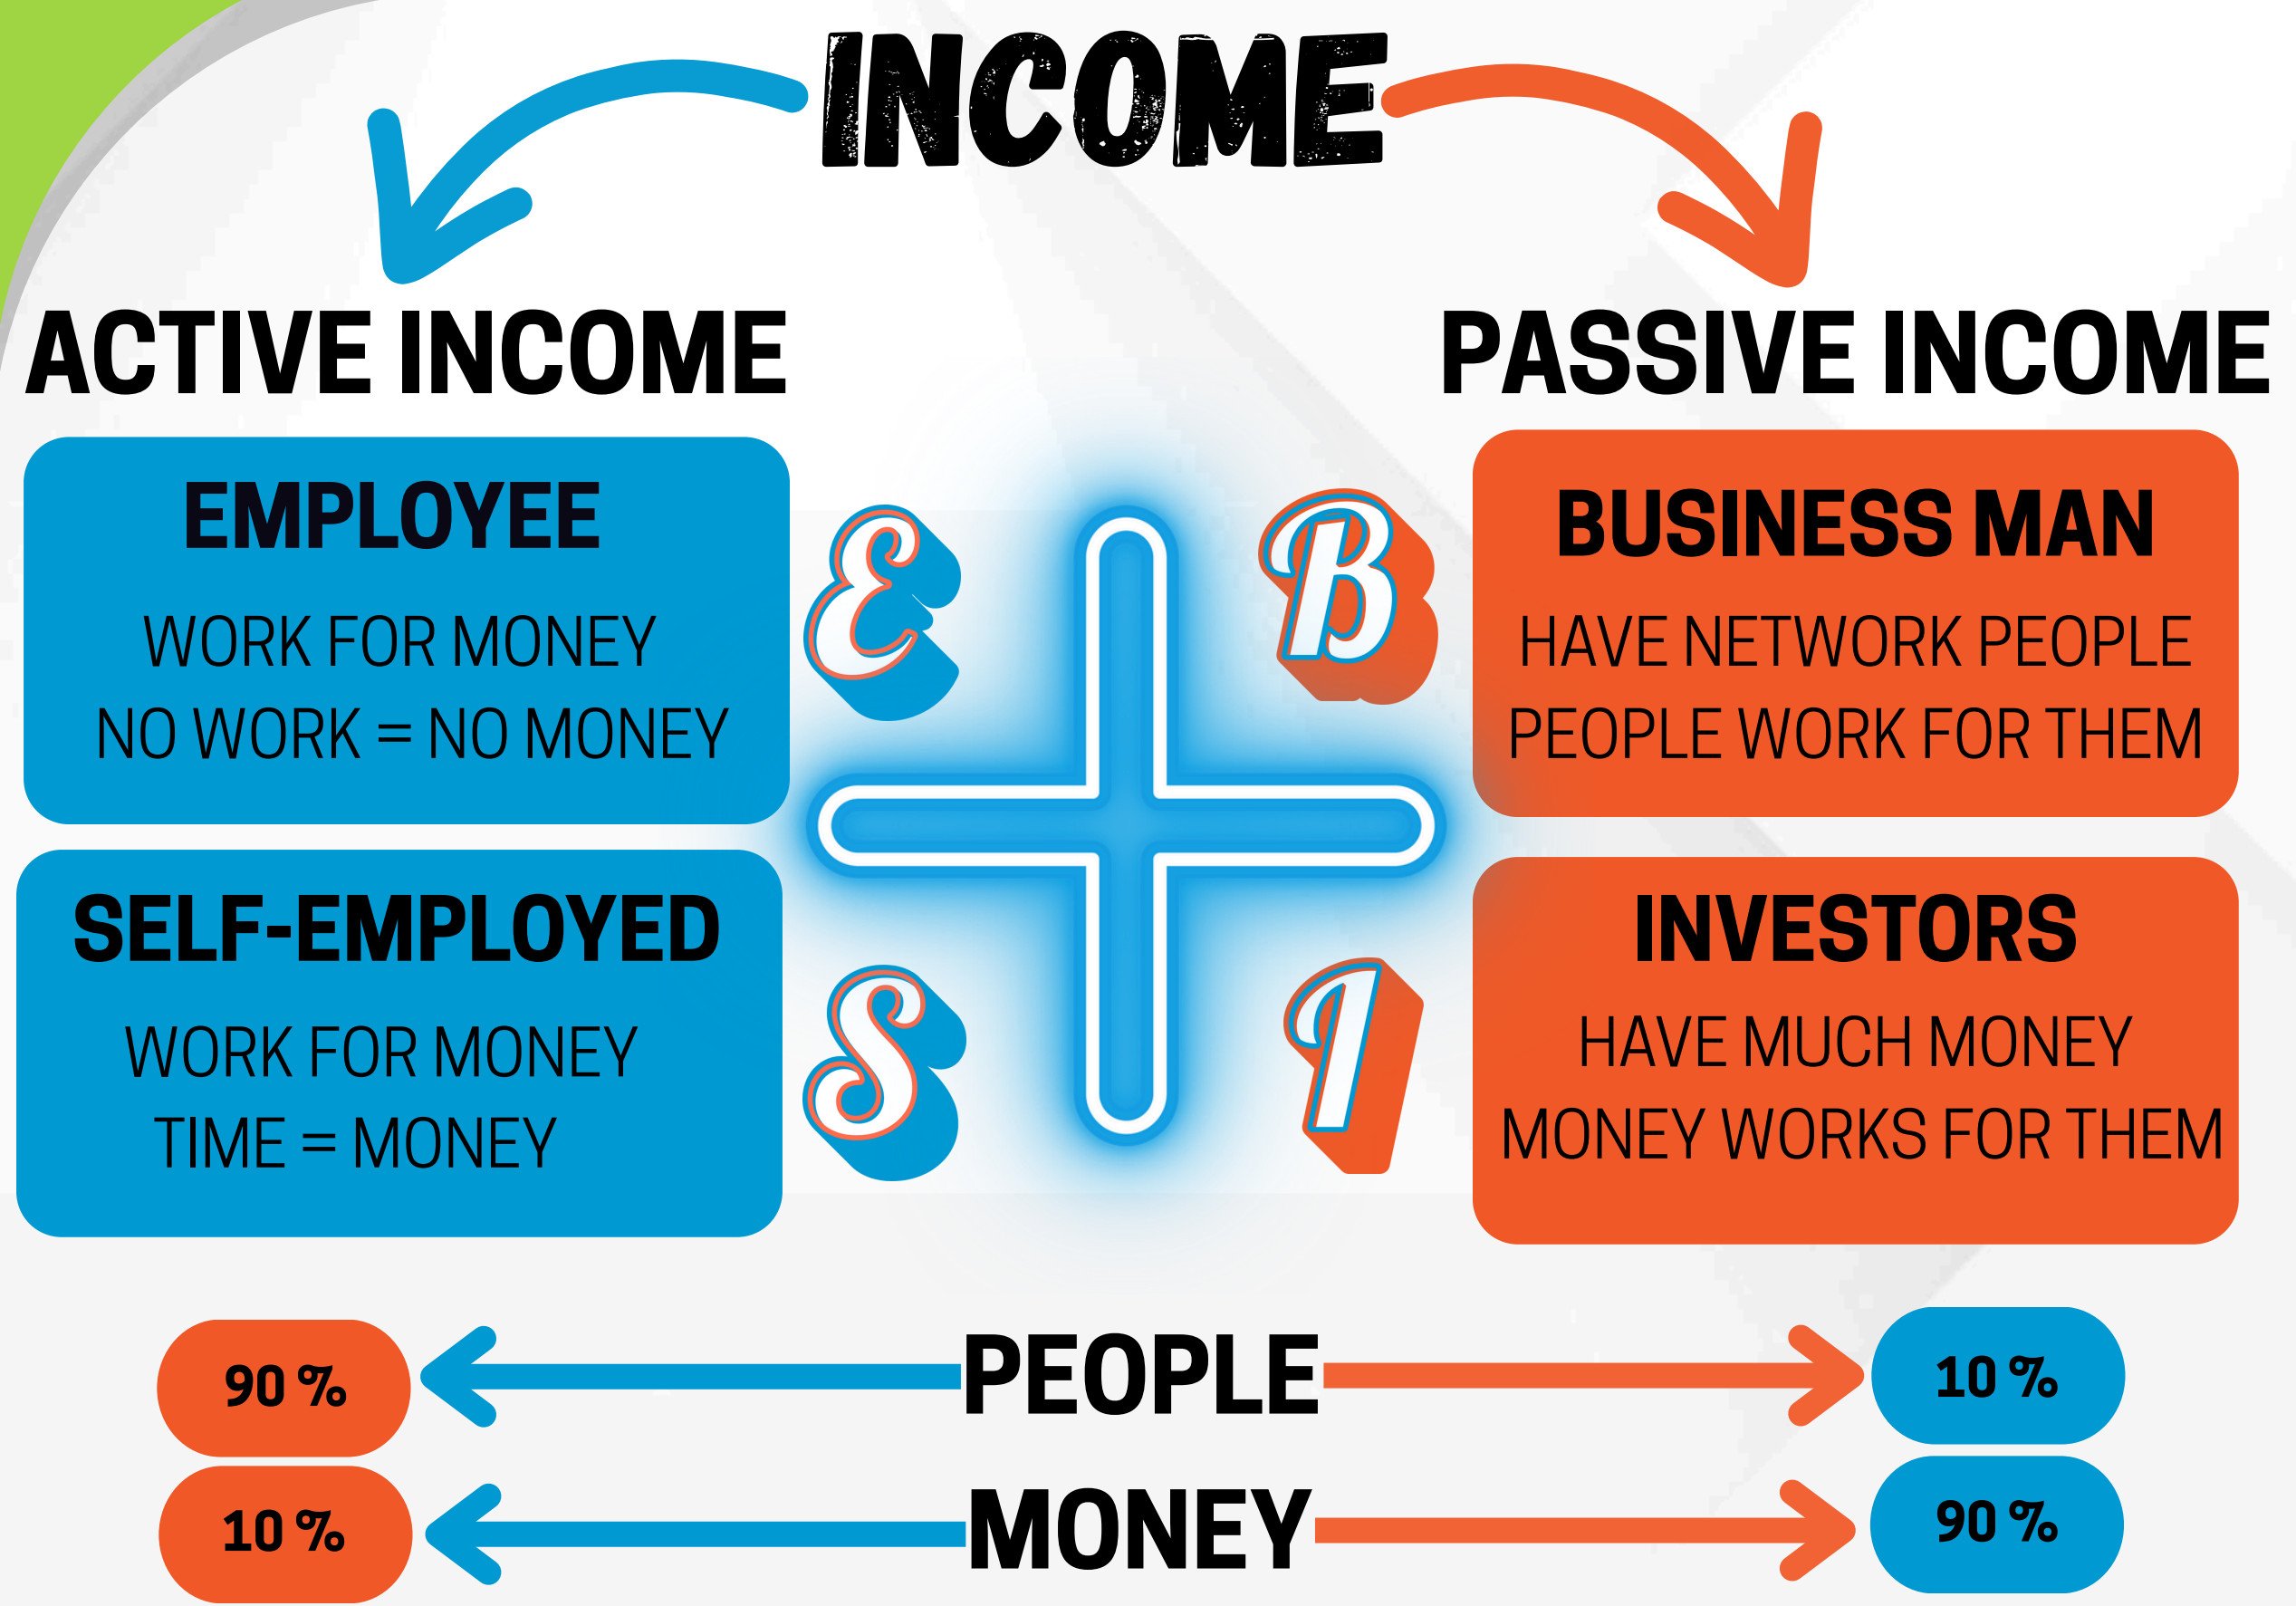 INCOME
ACTIVE INCOME
EMPLOYEE
WORK FOR MONEY
NO WORK = NO MONEY
SELF-EMPLOYED
WORK FOR MONEY
TIME = MONEY
E
B
S
I
PASSIVE INCOME
BUSINESS MAN
HAVE NETWORK PEOPLE
PEOPLE WORK FOR THEM
INVESTORS
HAVE MUCH MONEY
MONEY WORKS FOR THEM
90 % PEOPLE 10 %
10 % MONEY 90 %